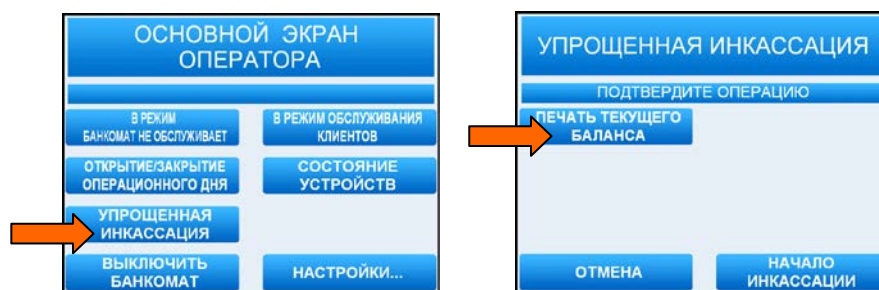 ОСНОВНОЙ ЭКРАН
ОПЕРАТОРА
В РЕЖИМ
БАНКОМАТ НЕ ОБСЛУЖИВАЕТ
В РЕЖИМ ОБСЛУЖИВАНИЯ
КЛИЕНТОВ
ОТКРЫТИЕ/ЗАКРЫТИЕ
ОПЕРАЦИОННОГО ДНЯ
СОСТОЯНИЕ
УСТРОЙСТВ
УПРОЩЕННАЯ
ИНКАССАЦИЯ
ВЫКЛЮЧИТЬ
БАНКОМАТ
НАСТРОЙКИ...
УПРОЩЕННАЯ ИНКАССАЦИЯ
ПОДТВЕРДИТЕ ОПЕРАЦИЮ
ПЕЧАТЬ ТЕКУЩЕГО
БАЛАНСА
ОТМЕНА
НАЧАЛО
ИНКАССАЦИИ